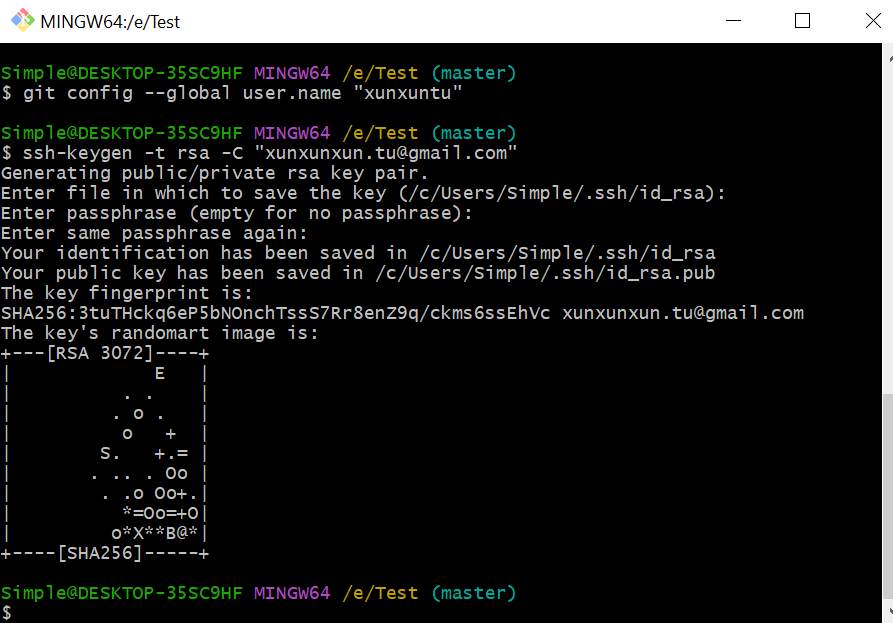 MINGW64:/e/Test
Simple@DESKTOP-35SC9HF MINGW64 /e/Test (master)
$ git config --global user.name "xunxuntu"
Simple@DESKTOP-35SC9HF MINGW64 /e/Test (master)
$ ssh-keygen -t rsa -C "xunxunxun.tu@gmail.com"
Generating public/private rsa key pair.
Enter file in which to save the key (/c/Users/Simple/.ssh/id_rsa):
Enter passphrase (empty for no passphrase):
Enter same passphrase again:
Your identification has been saved in /c/Users/Simple/.ssh/id_rsa
Your public key has been saved in /c/Users/Simple/.ssh/id_rsa.pub
The key fingerprint is:
SHA256:3tuTHckq6eP5bNOnchTssS7Rr8enZ9q/ckms6ssEhVc xunxunxun.tu@gmail.com
The key's randomart image is:
+---[RSA 3072]----+
|             E   |
|          . .    |
|         . o .   |
|          o   +  |
|        S.   +.= |
|       . .. . Oo |
|        . .o Oo+.|
|          *=Oo=+O|
|         o*X**B@*|
+----[SHA256]-----+
Simple@DESKTOP-35SC9HF MINGW64 /e/Test (master)
$